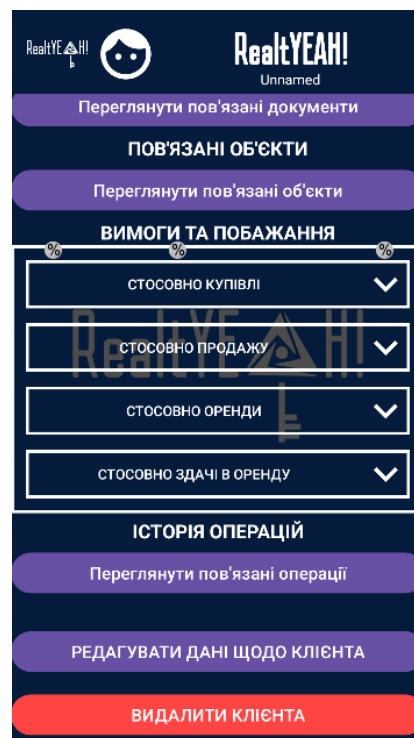 RealtYEAH!
RealtYEAH!
Unnamed
Переглянути пов'язані документи
ПОВ'ЯЗАНІ ОБ'ЄКТИ
Переглянути пов'язані об'єкти
ВИМОГИ ТА ПОБАЖАННЯ
% % %
СТОСОВНО КУПІВЛІ
СТОСОВНО ПРОДАЖУ
RealtYEAH!
СТОСОВНО ОРЕНДИ
СТОСОВНО ЗДАЧІ В ОРЕНДУ
ІСТОРІЯ ОПЕРАЦІЙ
Переглянути пов'язані операції
РЕДАГУВАТИ ДАНІ ЩОДО КЛІЄНТА
ВИДАЛИТИ КЛІЄНТА